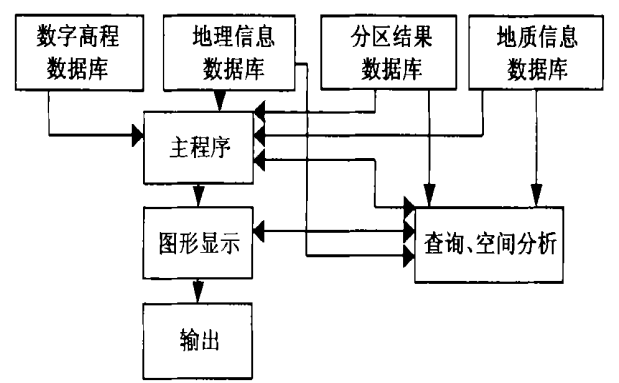 数字高程
数据库
地理信息
数据库
分区结果
数据库
地质信息
数据库
主程序
图形显示
查询、空间分析
输出